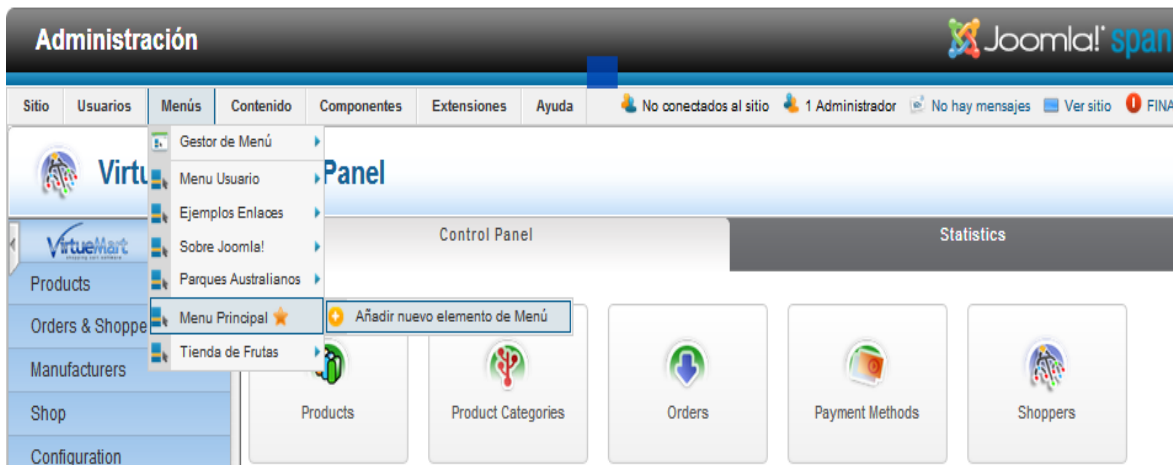 Administración
Joomla! span
Sitio Usuarios Menús Contenido Componentes Extensiones Ayuda No conectados al sitio 1 Administrador No hay mensajes Ver sitio FINA
Gestor de Menú
Virtu Panel
Menu Usuario
Ejemplos Enlaces
VirtueMart Sobre Joomla! Control Panel Statistics
Products Parques Australianos
Orders & Shoppe Menu Principal Añadir nuevo elemento de Menú
Tienda de Frutas
Manufacturers
Shop Products Product Categories Orders Payment Methods Shoppers
Configuration